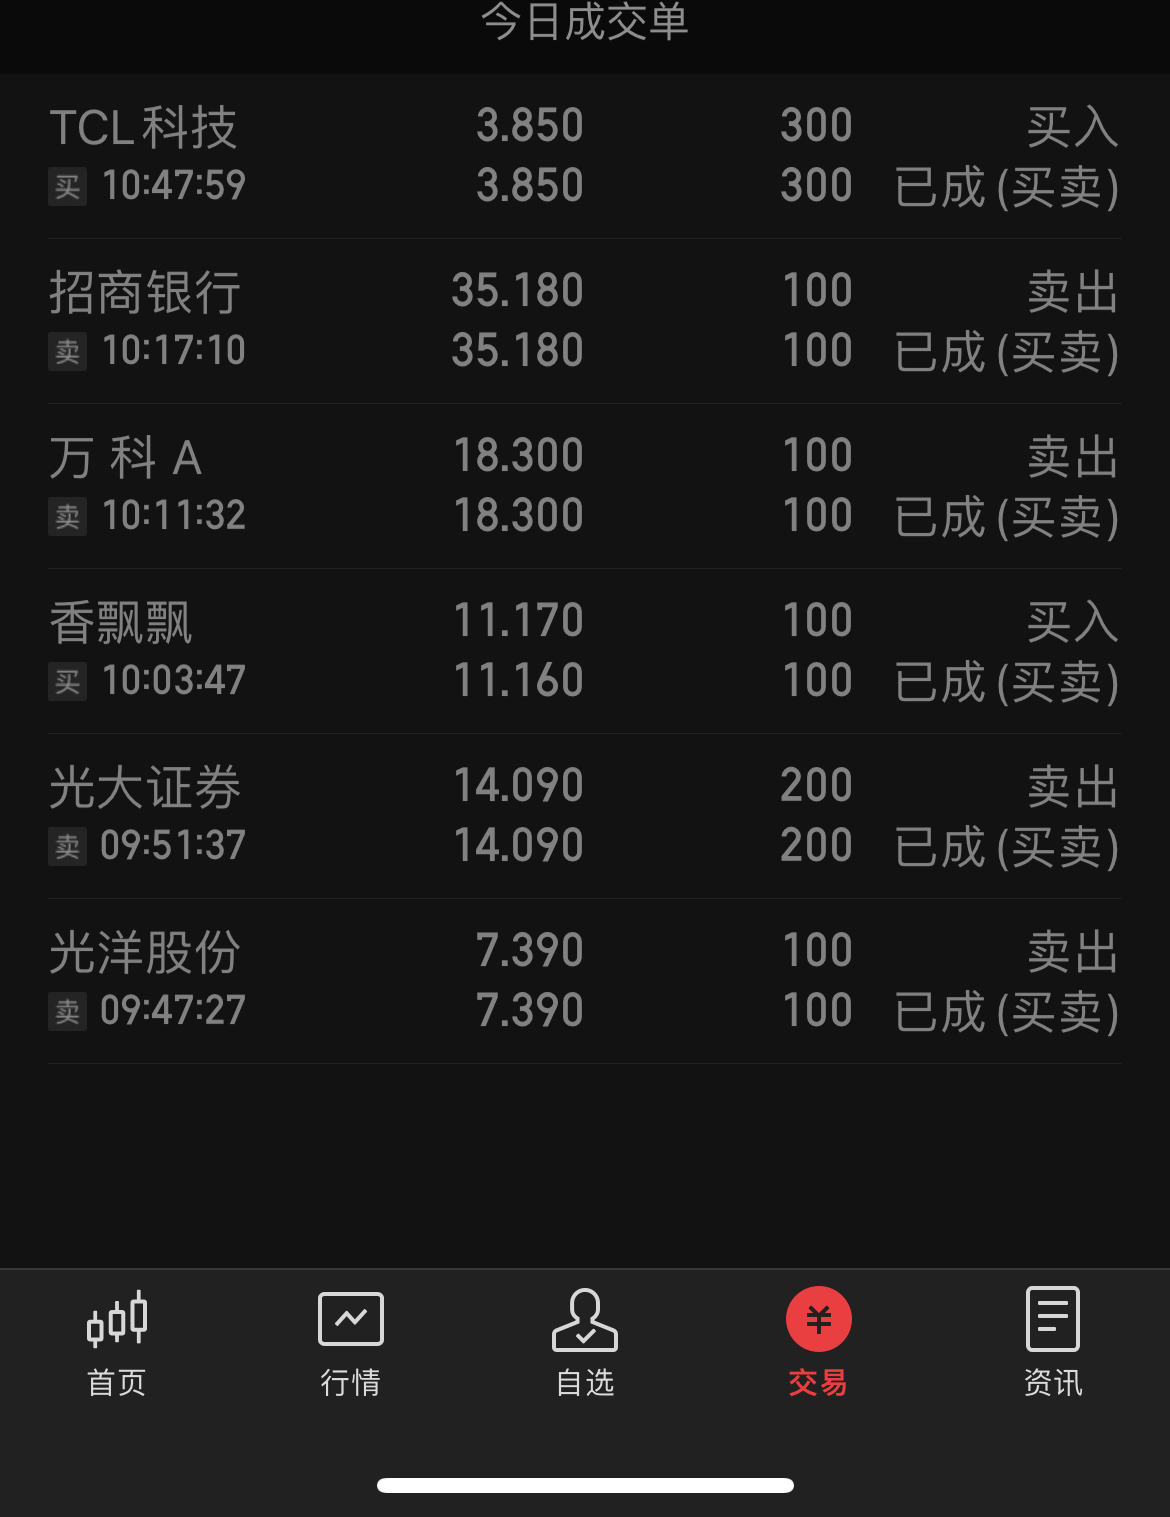 今日成交单
TCL科技 3.850 300 买入
买 10:47:59 3.850 300 已成(买卖)
招商银行 35.180 100 卖出
卖 10:17:10 35.180 100 已成(买卖)
万 科 A 18.300 100 卖出
卖 10:11:32 18.300 100 已成(买卖)
香飘飘 11.170 100 买入
买 10:03:47 11.160 100 已成(买卖)
光大证券 14.090 200 卖出
卖 09:51:37 14.090 200 已成(买卖)
光洋股份 7.390 100 卖出
卖 09:47:27 7.390 100 已成(买卖)
首页 行情 自选 交易 资讯